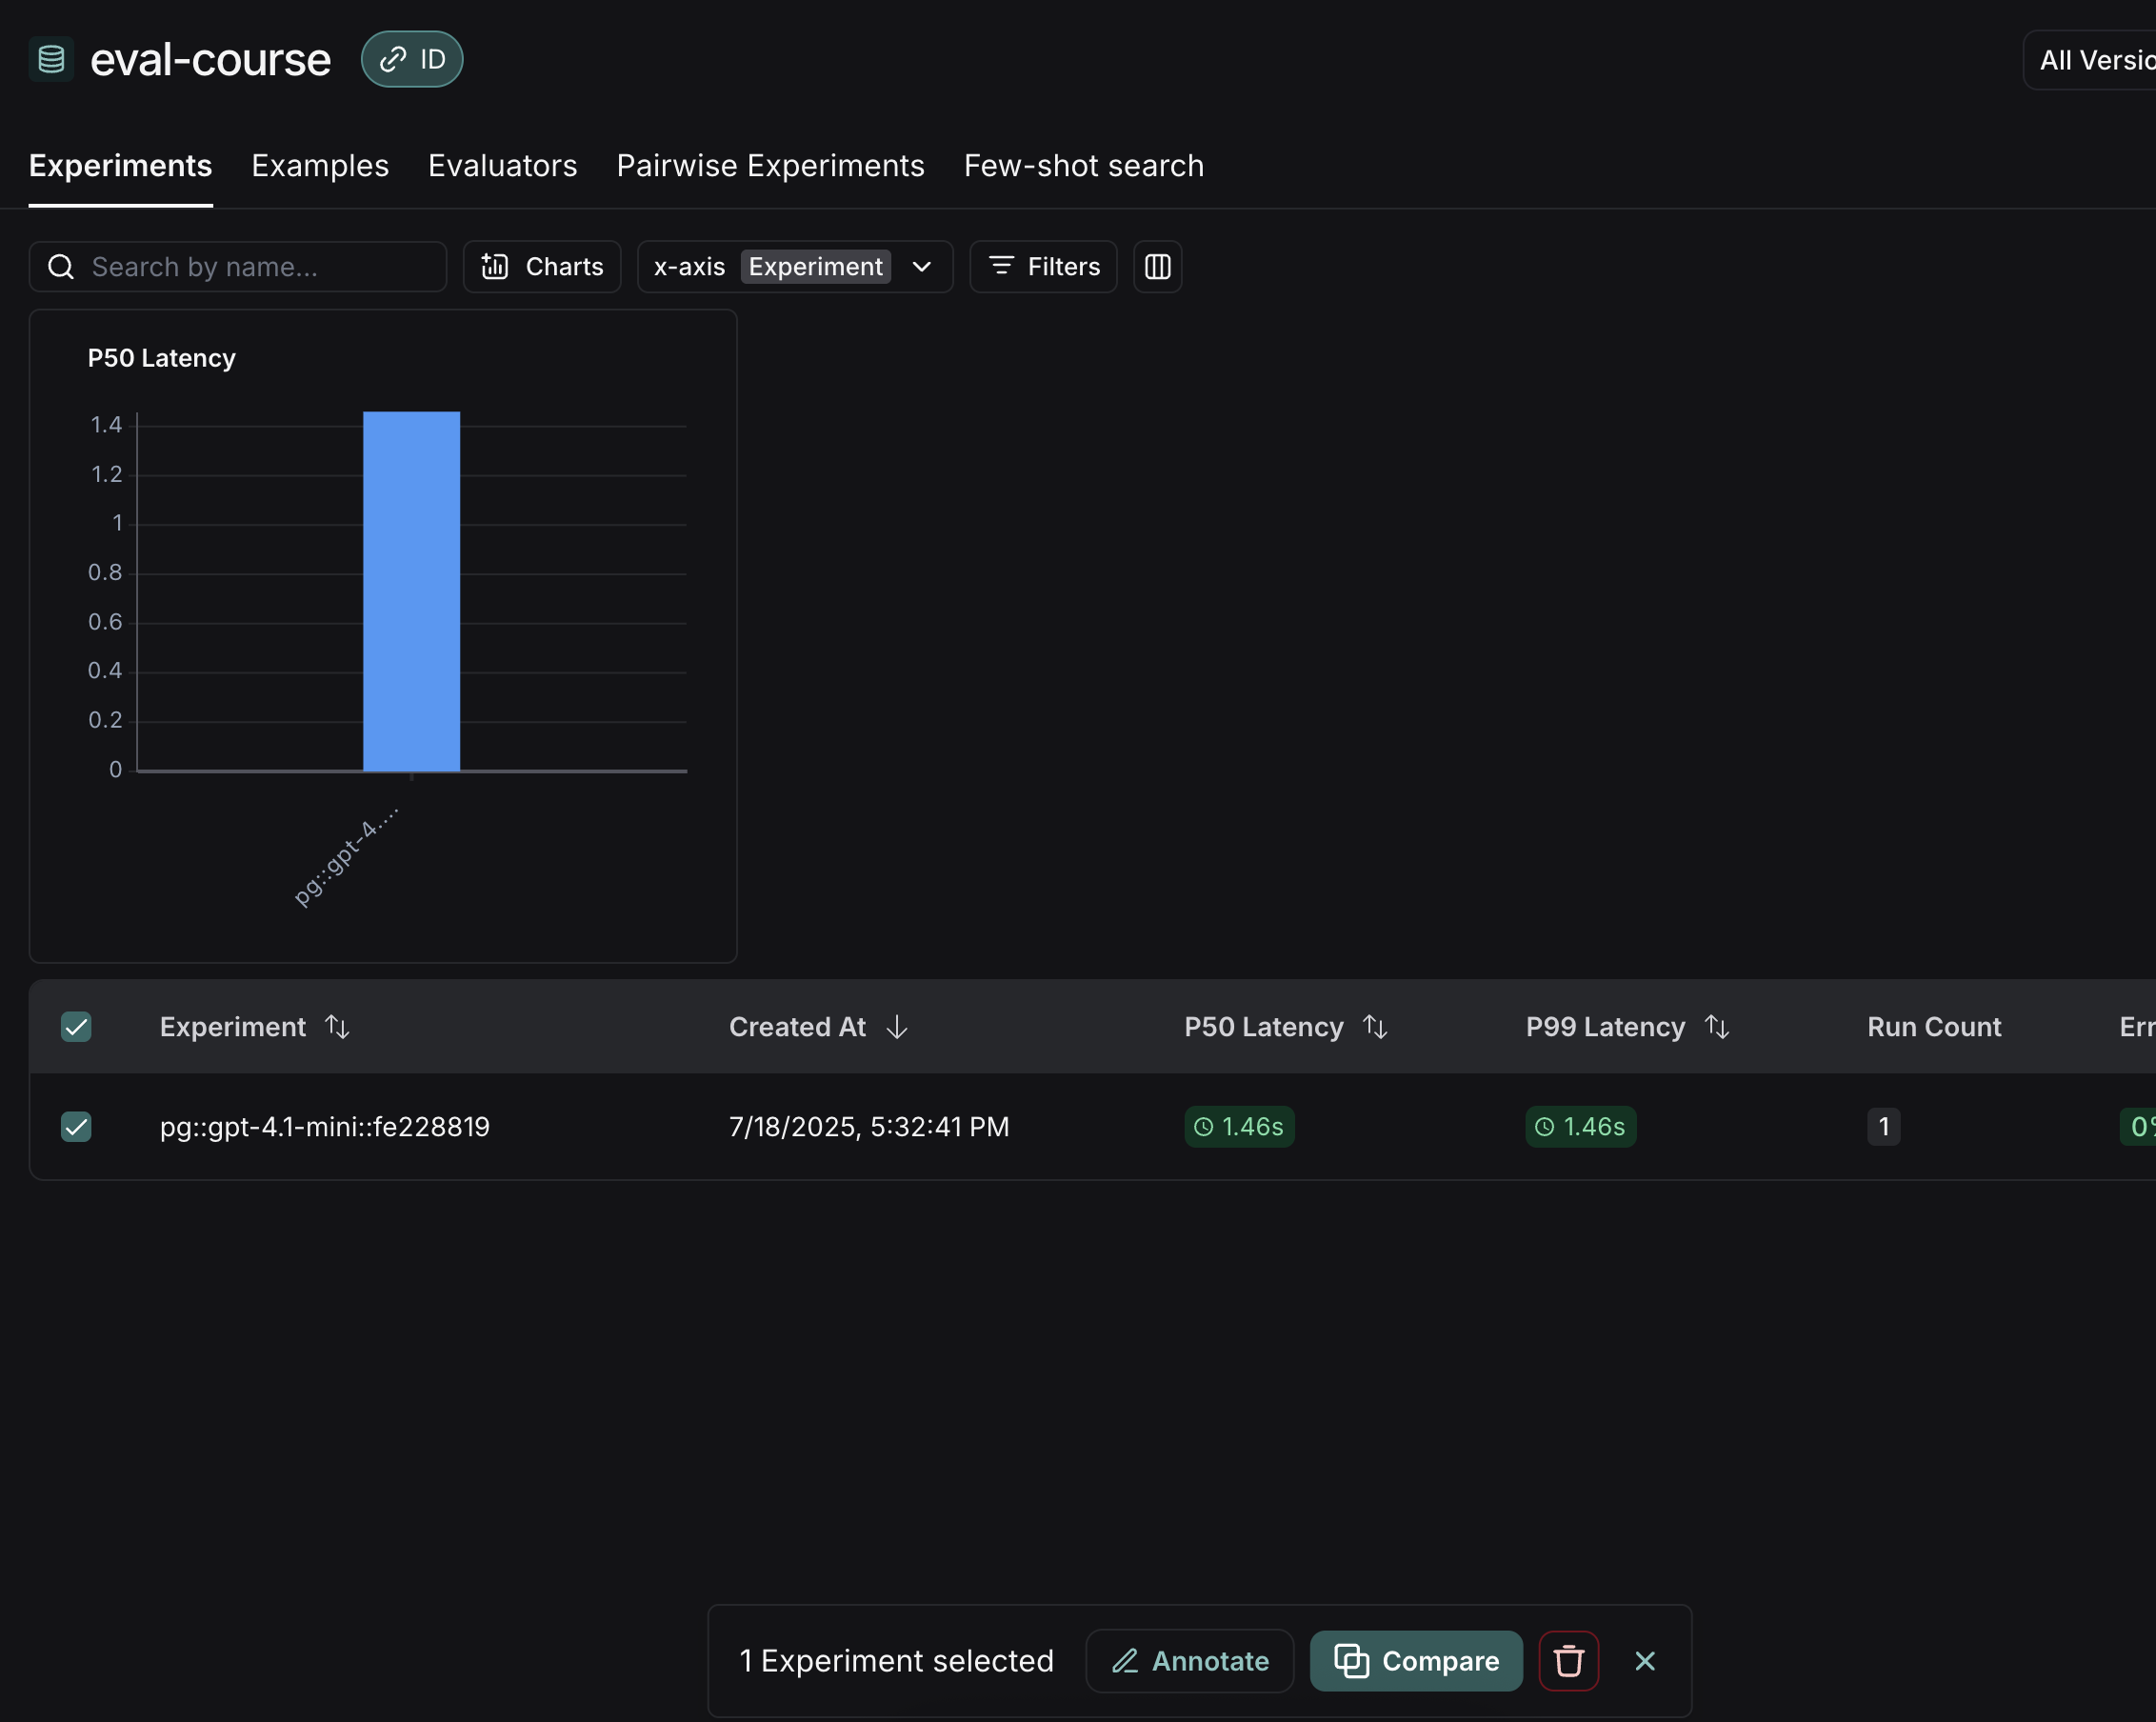 eval-course ID
All Versio
Experiments Examples Evaluators Pairwise Experiments Few-shot search
Search by name... Charts x-axis Experiment Filters
P50 Latency
1.4
1.2
1
0.8
0.6
0.4
0.2
0
pg::gpt-4....
Experiment Created At P50 Latency P99 Latency Run Count Err
pg::gpt-4.1-mini::fe228819 7/18/2025, 5:32:41 PM 1.46s 1.46s 1 0%
1 Experiment selected Annotate Compare